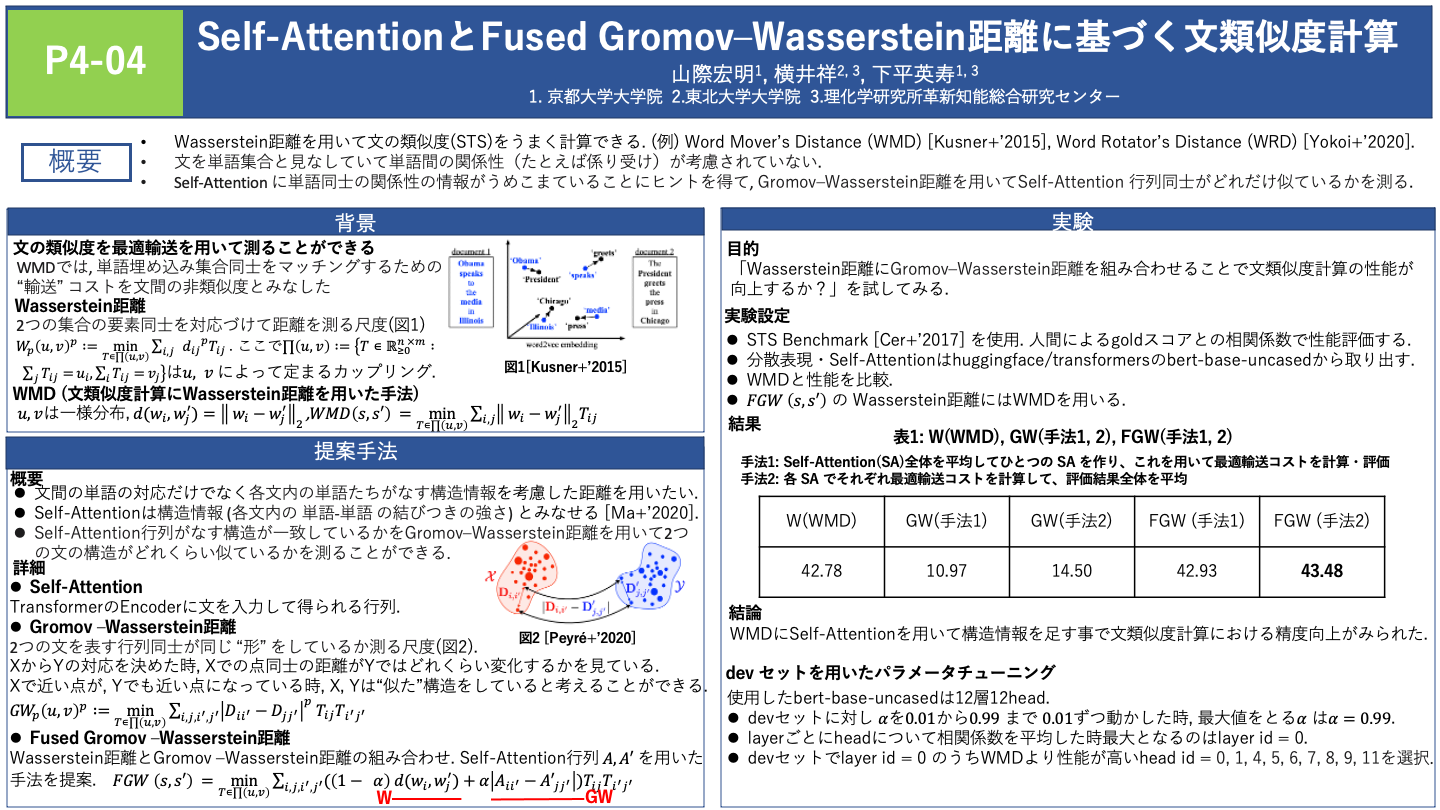 P4-04
Self-AttentionとFused Gromov–Wasserstein距離に基づく文類似度計算
山際宏明1, 横井祥2, 3, 下平英寿1, 3
1. 京都大学大学院 2.東北大学大学院 3.理化学研究所革新知能総合研究センター
概要
• Wasserstein距離を用いて文の類似度(STS)をうまく計算できる. (例) Word Mover's Distance (WMD) [Kusner+'2015], Word Rotator's Distance (WRD) [Yokoi+'2020].
• 文を単語集合と見なしていて単語間の関係性（たとえば係り受け）が考慮されていない.
• Self-Attention に単語同士の関係性の情報がうめこまていることにヒントを得て, Gromov–Wasserstein距離を用いてSelf-Attention 行列同士がどれだけ似ているかを測る.
背景
文の類似度を最適輸送を用いて測ることができる
WMDでは, 単語埋め込み集合同士をマッチングするための
"輸送" コストを文間の非類似度とみなした
Wasserstein距離
2つの集合の要素同士を対応づけて距離を測る尺度(図1)
W_p(u, v)^p := min_{T∈∏(u,v)} ∑_{i,j} d_{ij}^p T_{ij} . ここで∏(u, v) := {T ∈ ℝ_{≥0}^{n×m} :
∑_j T_{ij} = u_i, ∑_i T_{ij} = v_j}はu, v によって定まるカップリング.
WMD (文類似度計算にWasserstein距離を用いた手法)
u, vは一様分布, d(w_i, w_j') = ‖ w_i − w_j' ‖_2 , WMD(s, s') = min_{T∈∏(u,v)} ∑_{i,j} ‖ w_i − w_j' ‖_2 T_{ij}
document 1
Obama
speaks
to
the
media
in
Illinois
'Obama'
'President'
'greets'
'speaks'
'Chicago'
'Illinois'
'media'
'press'
word2vec embedding
document 2
The
President
greets
the
press
in
Chicago
図1[Kusner+'2015]
提案手法
概要
● 文間の単語の対応だけでなく各文内の単語たちがなす構造情報を考慮した距離を用いたい.
● Self-Attentionは構造情報 (各文内の 単語-単語 の結びつきの強さ) とみなせる [Ma+'2020].
● Self-Attention行列がなす構造が一致しているかをGromov–Wasserstein距離を用いて2つ
の文の構造がどれくらい似ているかを測ることができる.
詳細
● Self-Attention
TransformerのEncoderに文を入力して得られる行列.
● Gromov –Wasserstein距離
2つの文を表す行列同士が同じ "形" をしているか測る尺度(図2).
XからYの対応を決めた時, Xでの点同士の距離がYではどれくらい変化するかを見ている.
Xで近い点が, Yでも近い点になっている時, X, Yは"似た"構造をしていると考えることができる.
GW_p(u, v)^p := min_{T∈∏(u,v)} ∑_{i,j,i',j'} |D_{ii'} − D_{jj'}|^p T_{ij} T_{i'j'}
● Fused Gromov –Wasserstein距離
Wasserstein距離とGromov –Wasserstein距離の組み合わせ. Self-Attention行列 A, A' を用いた
手法を提案. FGW (s, s') = min_{T∈∏(u,v)} ∑_{i,j,i',j'} ((1 − α) d(w_i, w_j') + α|A_{ii'} − A'_{jj'}|) T_{ij} T_{i'j'}
W
GW
X
D_{i,i'}
|D_{i,i'} − D'_{j,j'}|
D'_{j,j'}
Y
図2 [Peyré+'2020]
実験
目的
「Wasserstein距離にGromov–Wasserstein距離を組み合わせることで文類似度計算の性能が
向上するか？」を試してみる.
実験設定
● STS Benchmark [Cer+'2017] を使用. 人間によるgoldスコアとの相関係数で性能評価する.
● 分散表現・Self-Attentionはhuggingface/transformersのbert-base-uncasedから取り出す.
● WMDと性能を比較.
● FGW (s, s') の Wasserstein距離にはWMDを用いる.
結果
表1: W(WMD), GW(手法1, 2), FGW(手法1, 2)
手法1: Self-Attention(SA)全体を平均してひとつの SA を作り、これを用いて最適輸送コストを計算・評価
手法2: 各 SA でそれぞれ最適輸送コストを計算して、評価結果全体を平均
W(WMD) GW(手法1) GW(手法2) FGW (手法1) FGW (手法2)
42.78 10.97 14.50 42.93 43.48
結論
WMDにSelf-Attentionを用いて構造情報を足す事で文類似度計算における精度向上がみられた.
dev セットを用いたパラメータチューニング
使用したbert-base-uncasedは12層12head.
● devセットに対し αを0.01から0.99 まで 0.01ずつ動かした時, 最大値をとるα はα = 0.99.
● layerごとにheadについて相関係数を平均した時最大となるのはlayer id = 0.
● devセットでlayer id = 0 のうちWMDより性能が高いhead id = 0, 1, 4, 5, 6, 7, 8, 9, 11を選択.